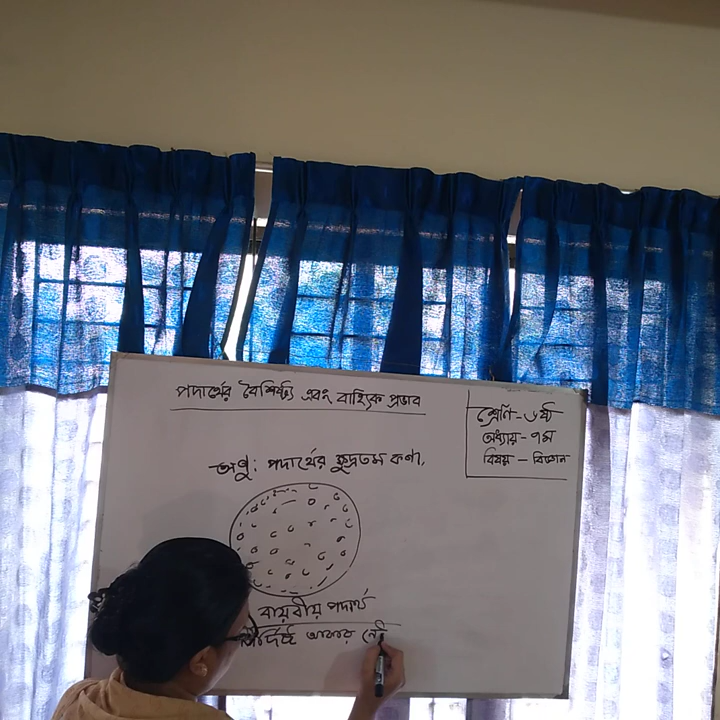 পদার্থের বৈশিষ্ট্য এবং বাহ্যিক প্রভাব
শ্রেণি - ৬ষ্ঠ
অধ্যায় - ৭ম
বিষয় - বিজ্ঞান
অণু: পদার্থের ক্ষুদ্রতম কণা,
বায়বীয় পদার্থ
আকার